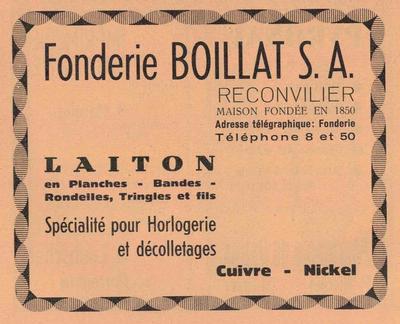 Fonderie BOILLAT S. A.
RECONVILIER
MAISON FONDÉE EN 1850
Adresse télégraphique: Fonderie
Téléphone 8 et 50
LAITON
en Planches - Bandes -
Rondelles, Tringles et fils
Spécialité pour Horlogerie
et décolletages
Cuivre - Nickel